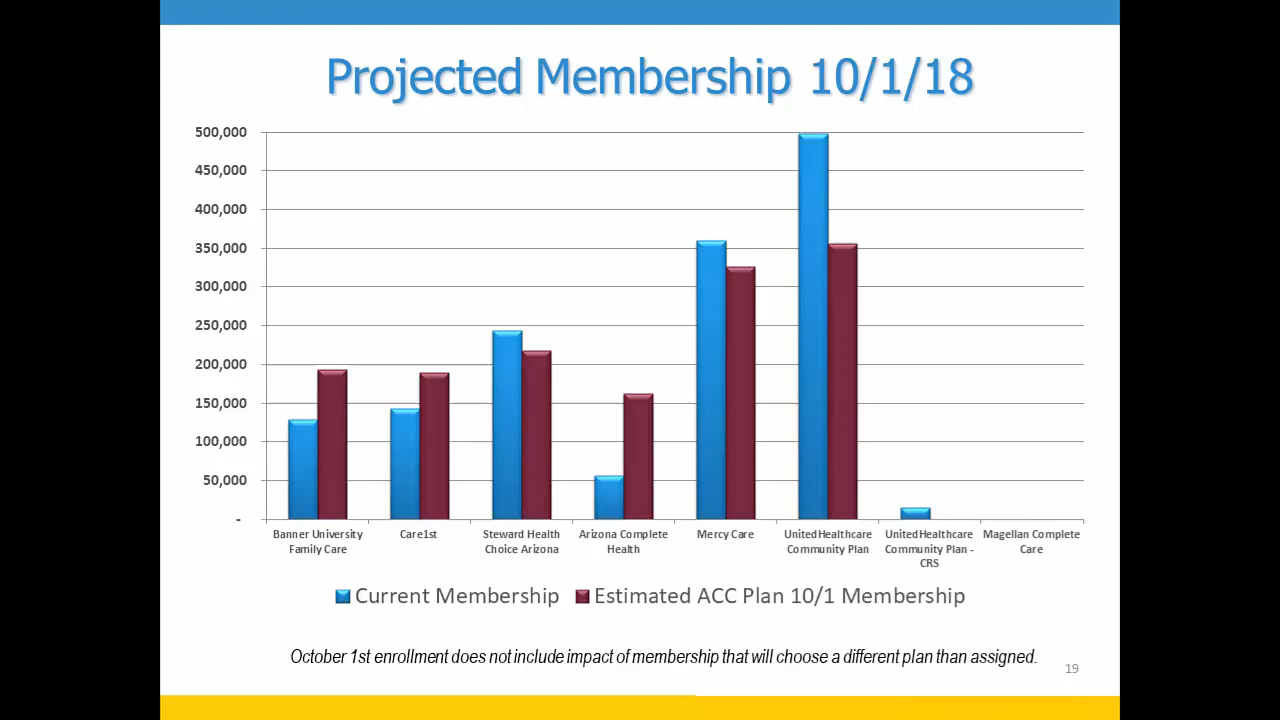 Projected Membership 10/1/18
500,000
450,000
400,000
350,000
300,000
250,000
200,000
150,000
100,000
50,000
-
Banner University
Family Care
Care1st
Steward Health
Choice Arizona
Arizona Complete
Health
Mercy Care
UnitedHealthcare
Community Plan
UnitedHealthcare
Community Plan -
CRS
Magellan Complete
Care
Current Membership
Estimated ACC Plan 10/1 Membership
October 1st enrollment does not include impact of membership that will choose a different plan than assigned.
19